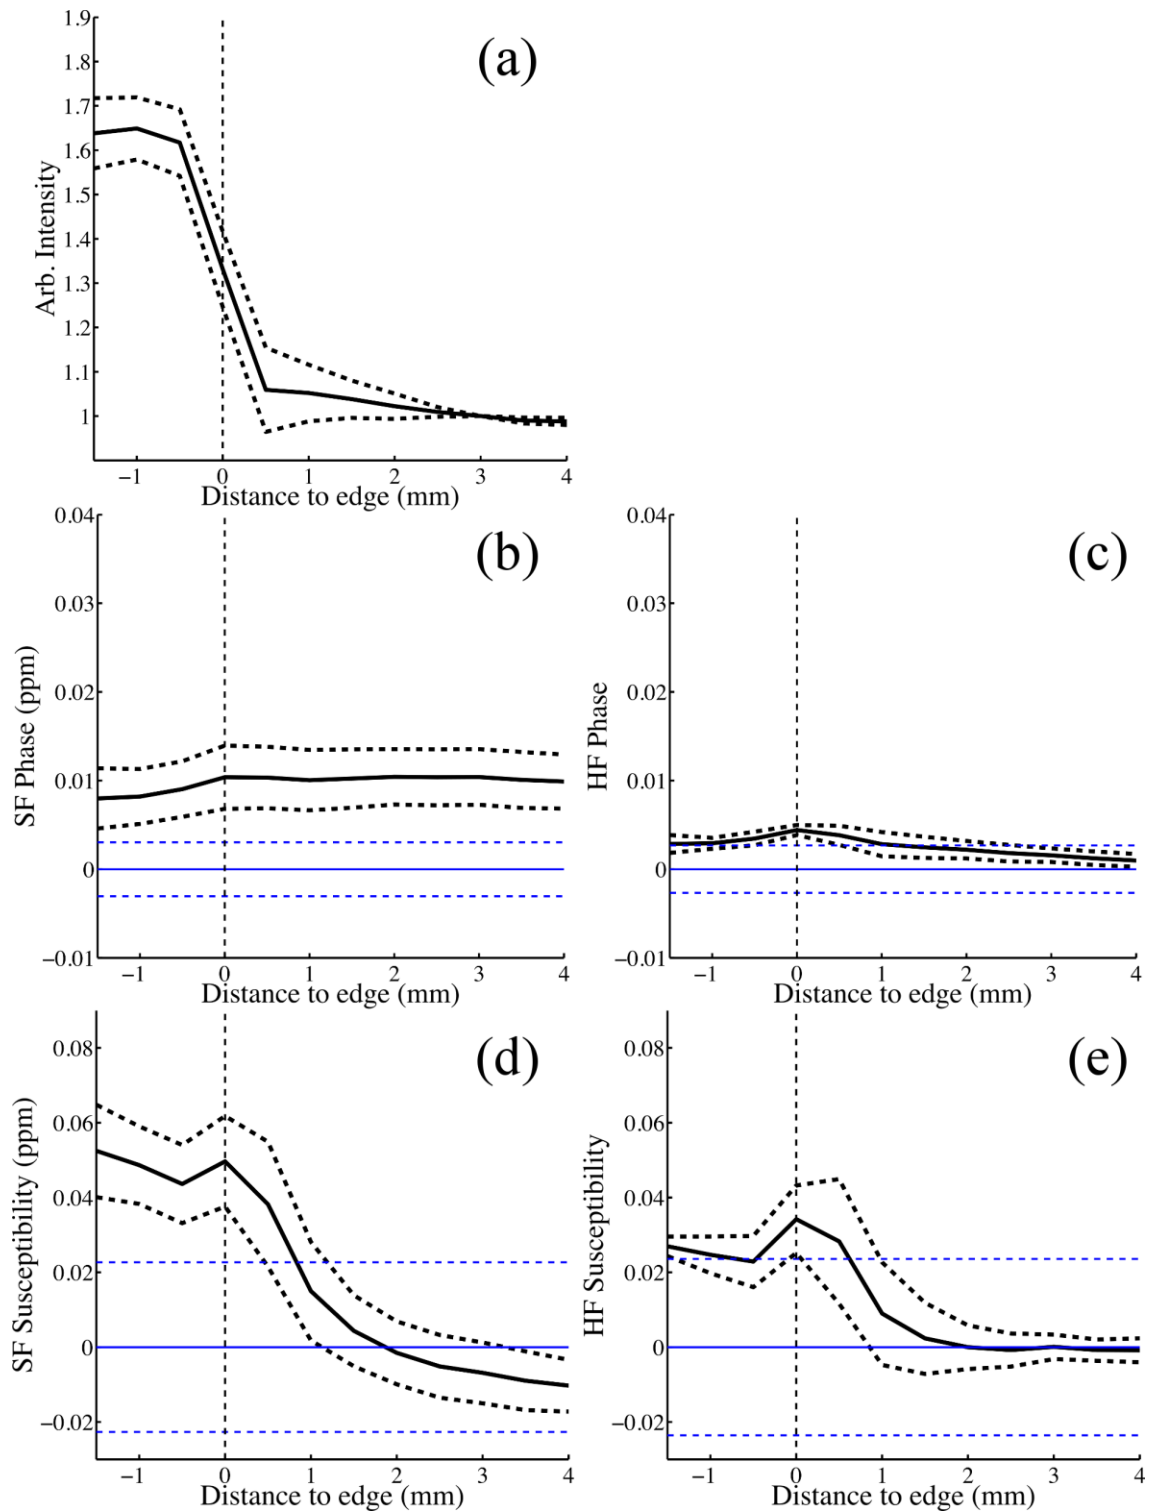 (a)
Arb. Intensity
1.9
1.8
1.7
1.6
1.5
1.4
1.3
1.2
1.1
1
−1 0 1 2 3 4
Distance to edge (mm)
(b)
SF Phase (ppm)
0.04
0.03
0.02
0.01
0
−0.01
−1 0 1 2 3 4
Distance to edge (mm)
(c)
HF Phase
0.04
0.03
0.02
0.01
0
−0.01
−1 0 1 2 3 4
Distance to edge (mm)
(d)
SF Susceptibility (ppm)
0.08
0.06
0.04
0.02
0
−0.02
−1 0 1 2 3 4
Distance to edge (mm)
(e)
HF Susceptibility
0.08
0.06
0.04
0.02
0
−0.02
−1 0 1 2 3 4
Distance to edge (mm)